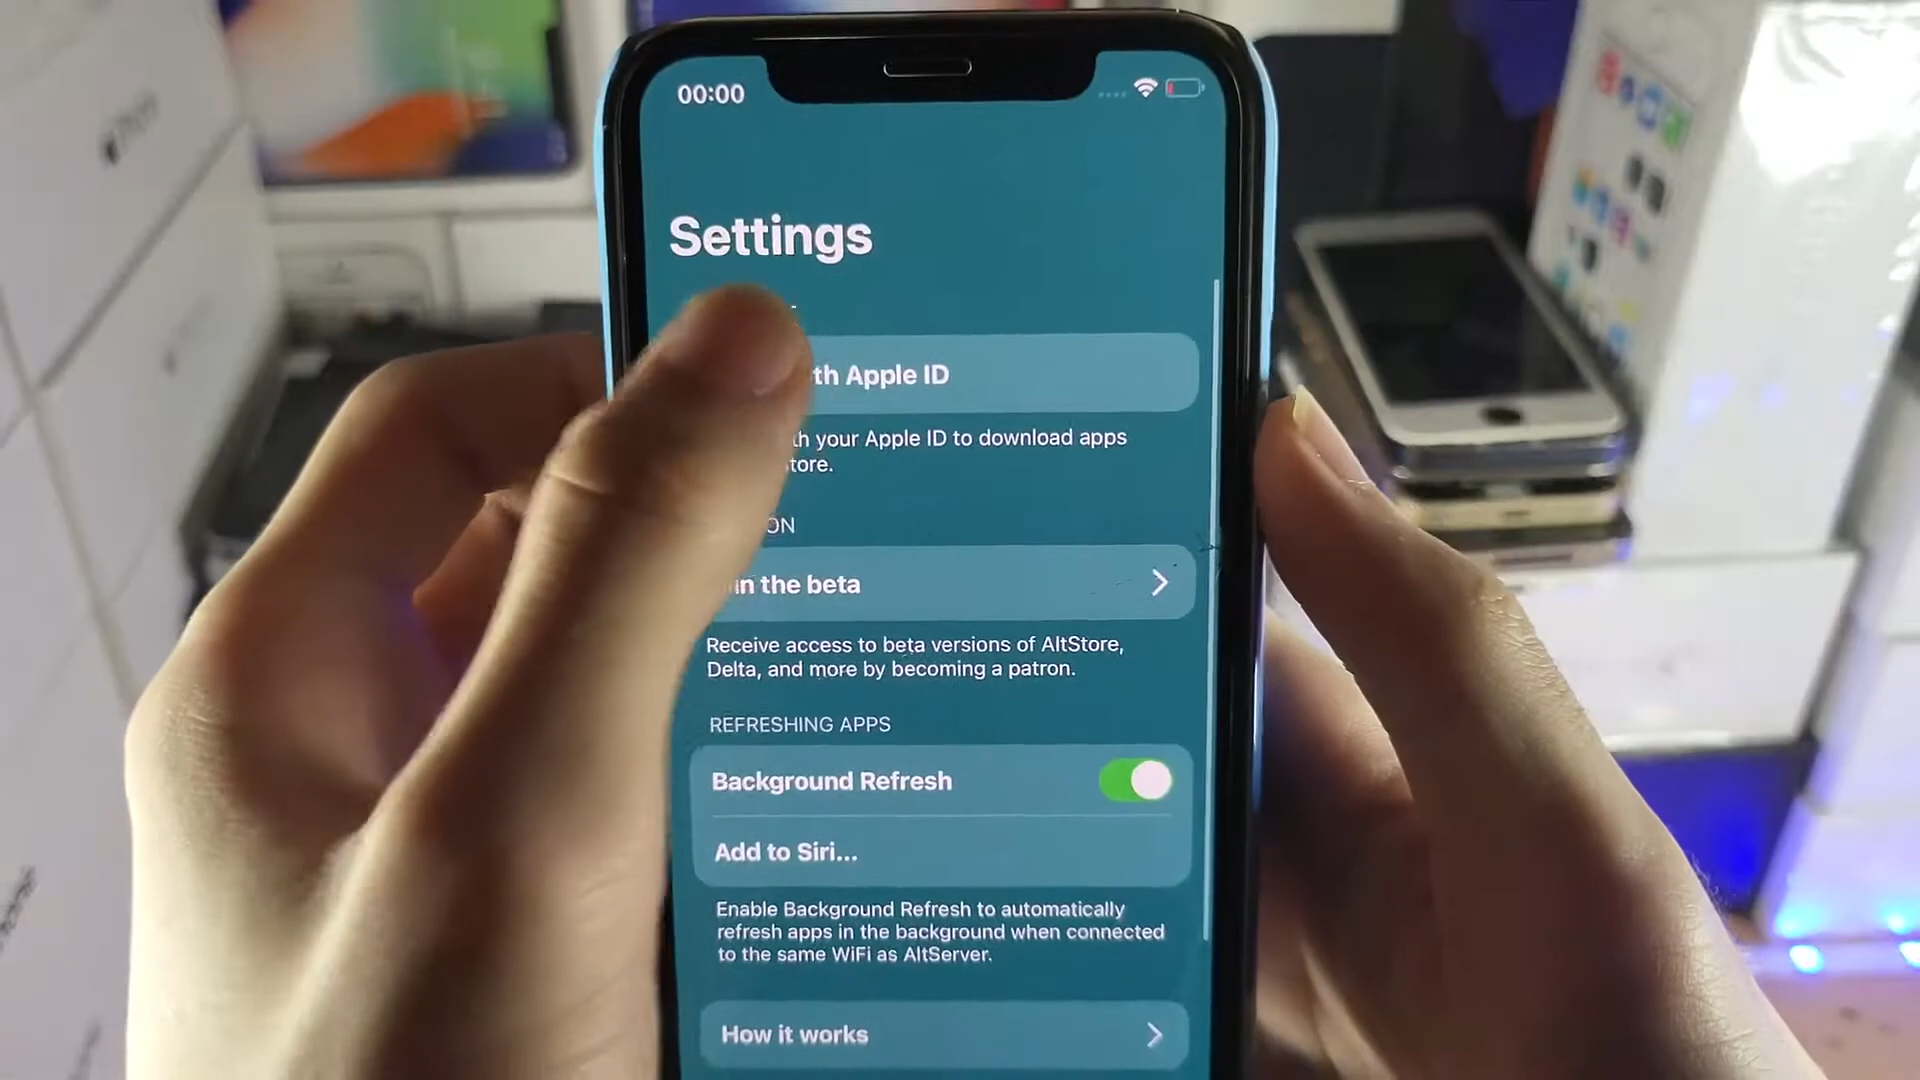 00:00
Settings
th Apple ID
th your Apple ID to download apps
tore.
ON
in the beta
Receive access to beta versions of AltStore,
Delta, and more by becoming a patron.
REFRESHING APPS
Background Refresh
Add to Siri...
Enable Background Refresh to automatically
refresh apps in the background when connected
to the same WiFi as AltServer.
How it works